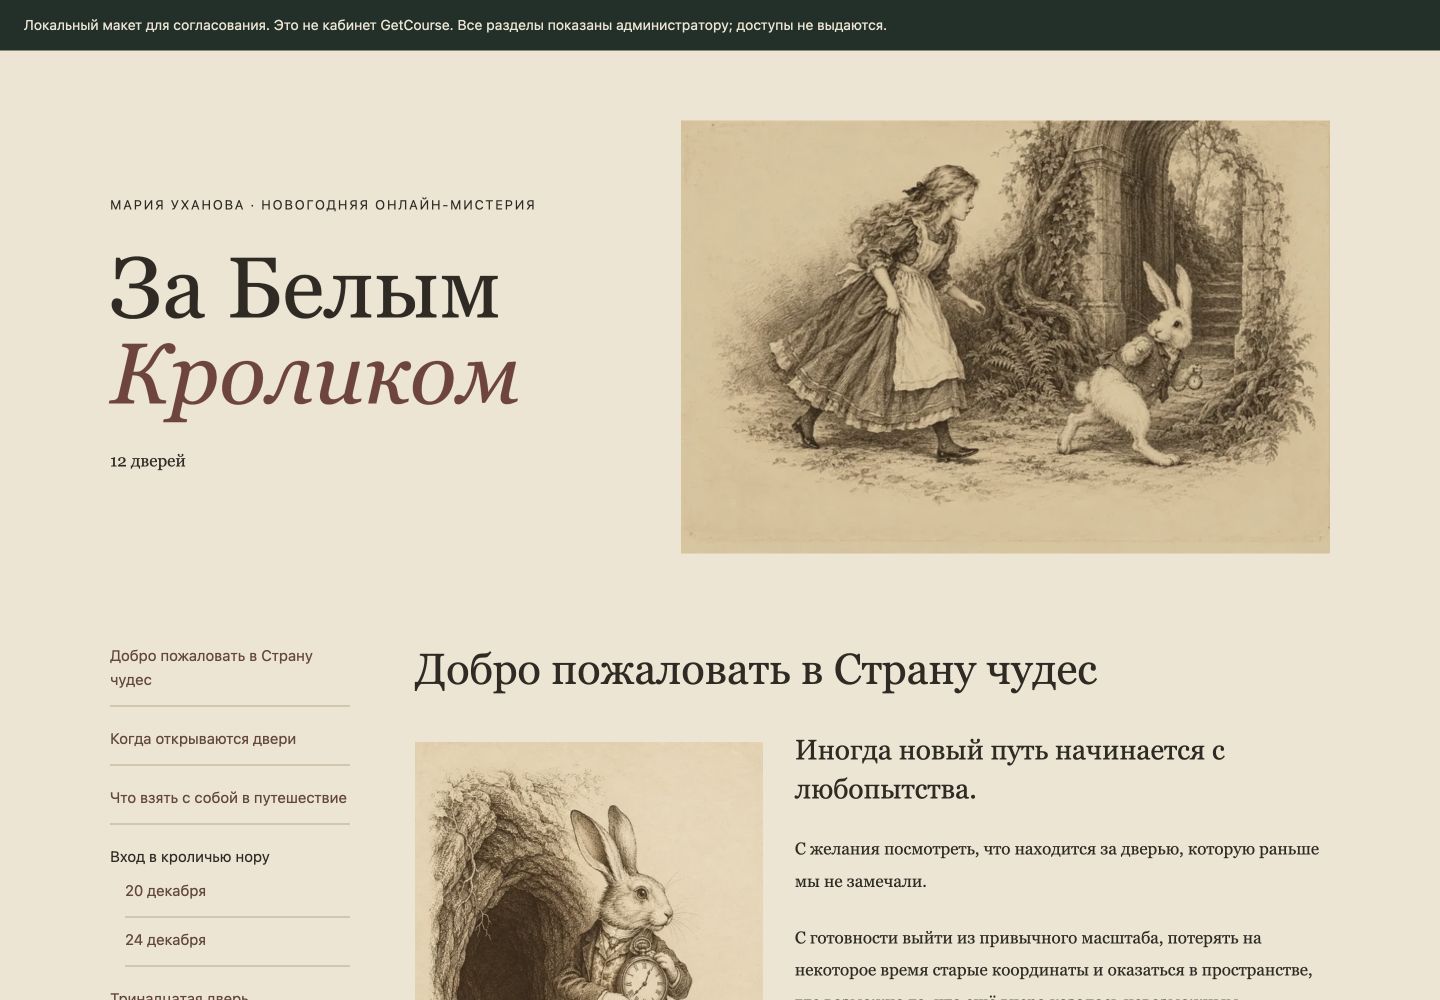 Локальный макет для согласования. Это не кабинет GetCourse. Все разделы показаны администратору; доступы не выдаются.
МАРИЯ УХАНОВА · НОВОГОДНЯЯ ОНЛАЙН-МИСТЕРИЯ
За Белым
Кроликом
12 дверей
Добро пожаловать в Страну
чудес
Когда открываются двери
Что взять с собой в путешествие
Вход в кроличью нору
20 декабря
24 декабря
Тринадцатая дверь
Добро пожаловать в Страну чудес
Иногда новый путь начинается с
любопытства.
С желания посмотреть, что находится за дверью, которую раньше
мы не замечали.
С готовности выйти из привычного масштаба, потерять на
некоторое время старые координаты и оказаться в пространстве,